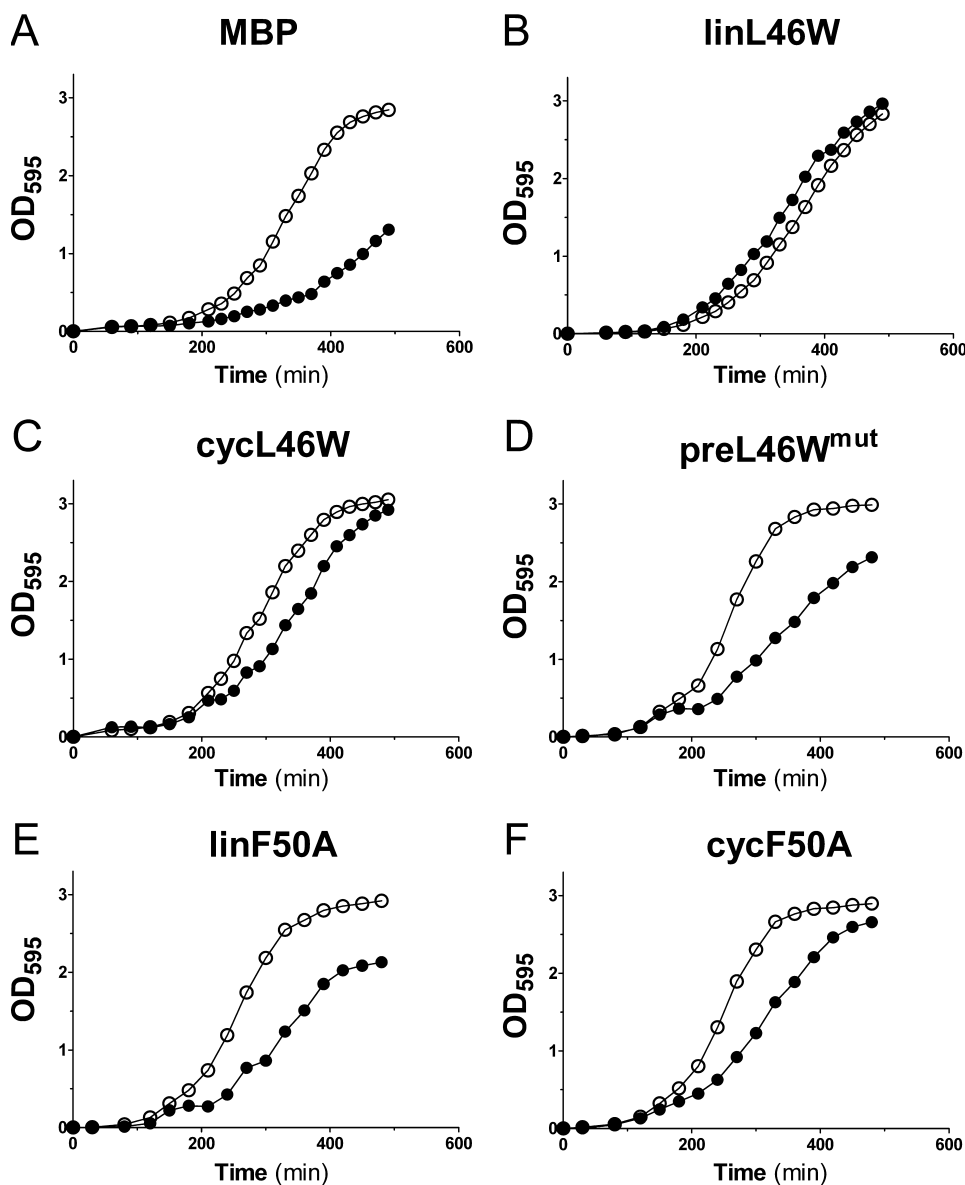 A MBP
B linL46W
OD595
3
2
1
0
0 200 400 600
Time (min)
OD595
3
2
1
0
0 200 400 600
Time (min)
C cycL46W
D preL46Wmut
OD595
3
2
1
0
0 200 400 600
Time (min)
OD595
3
2
1
0
0 200 400 600
Time (min)
E linF50A
F cycF50A
OD595
3
2
1
0
0 200 400 600
Time (min)
OD595
3
2
1
0
0 200 400 600
Time (min)